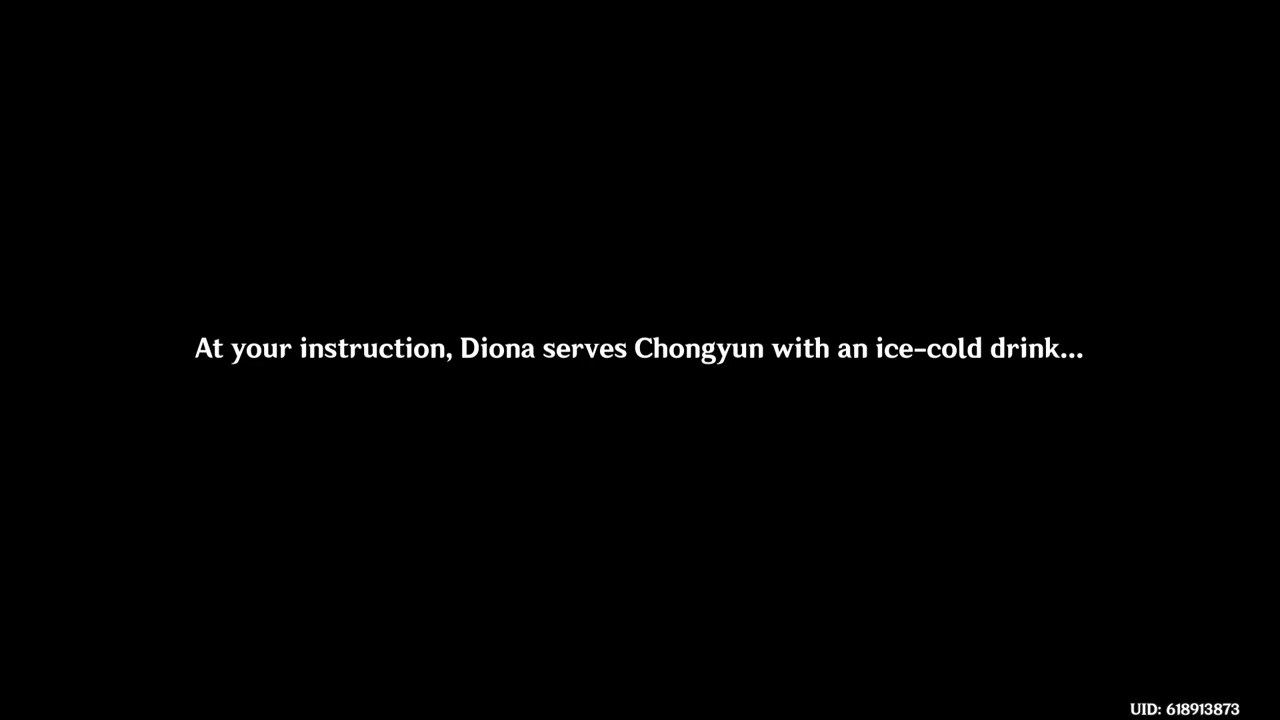 At your instruction, Diona serves Chongyun with an ice-cold drink...
UID: 618913873